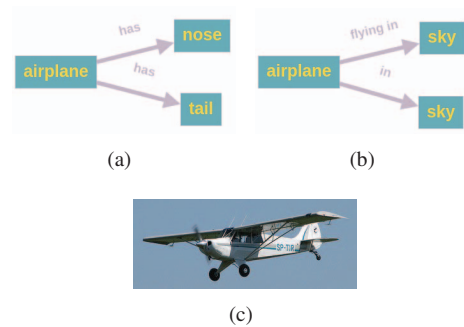 has
nose
airplane
has
tail
(a)
flying in
sky
airplane
in
sky
(b)
(c)